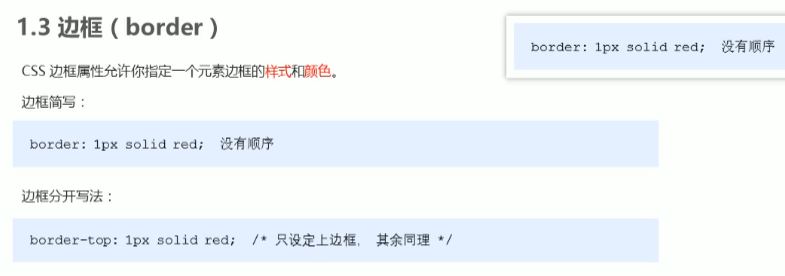 1.3 边框（border）
border: 1px solid red;  没有顺序
CSS 边框属性允许你指定一个元素边框的样式和颜色。
边框简写：
border: 1px solid red;  没有顺序
边框分开写法：
border-top: 1px solid red;  /* 只设定上边框， 其余同理 */